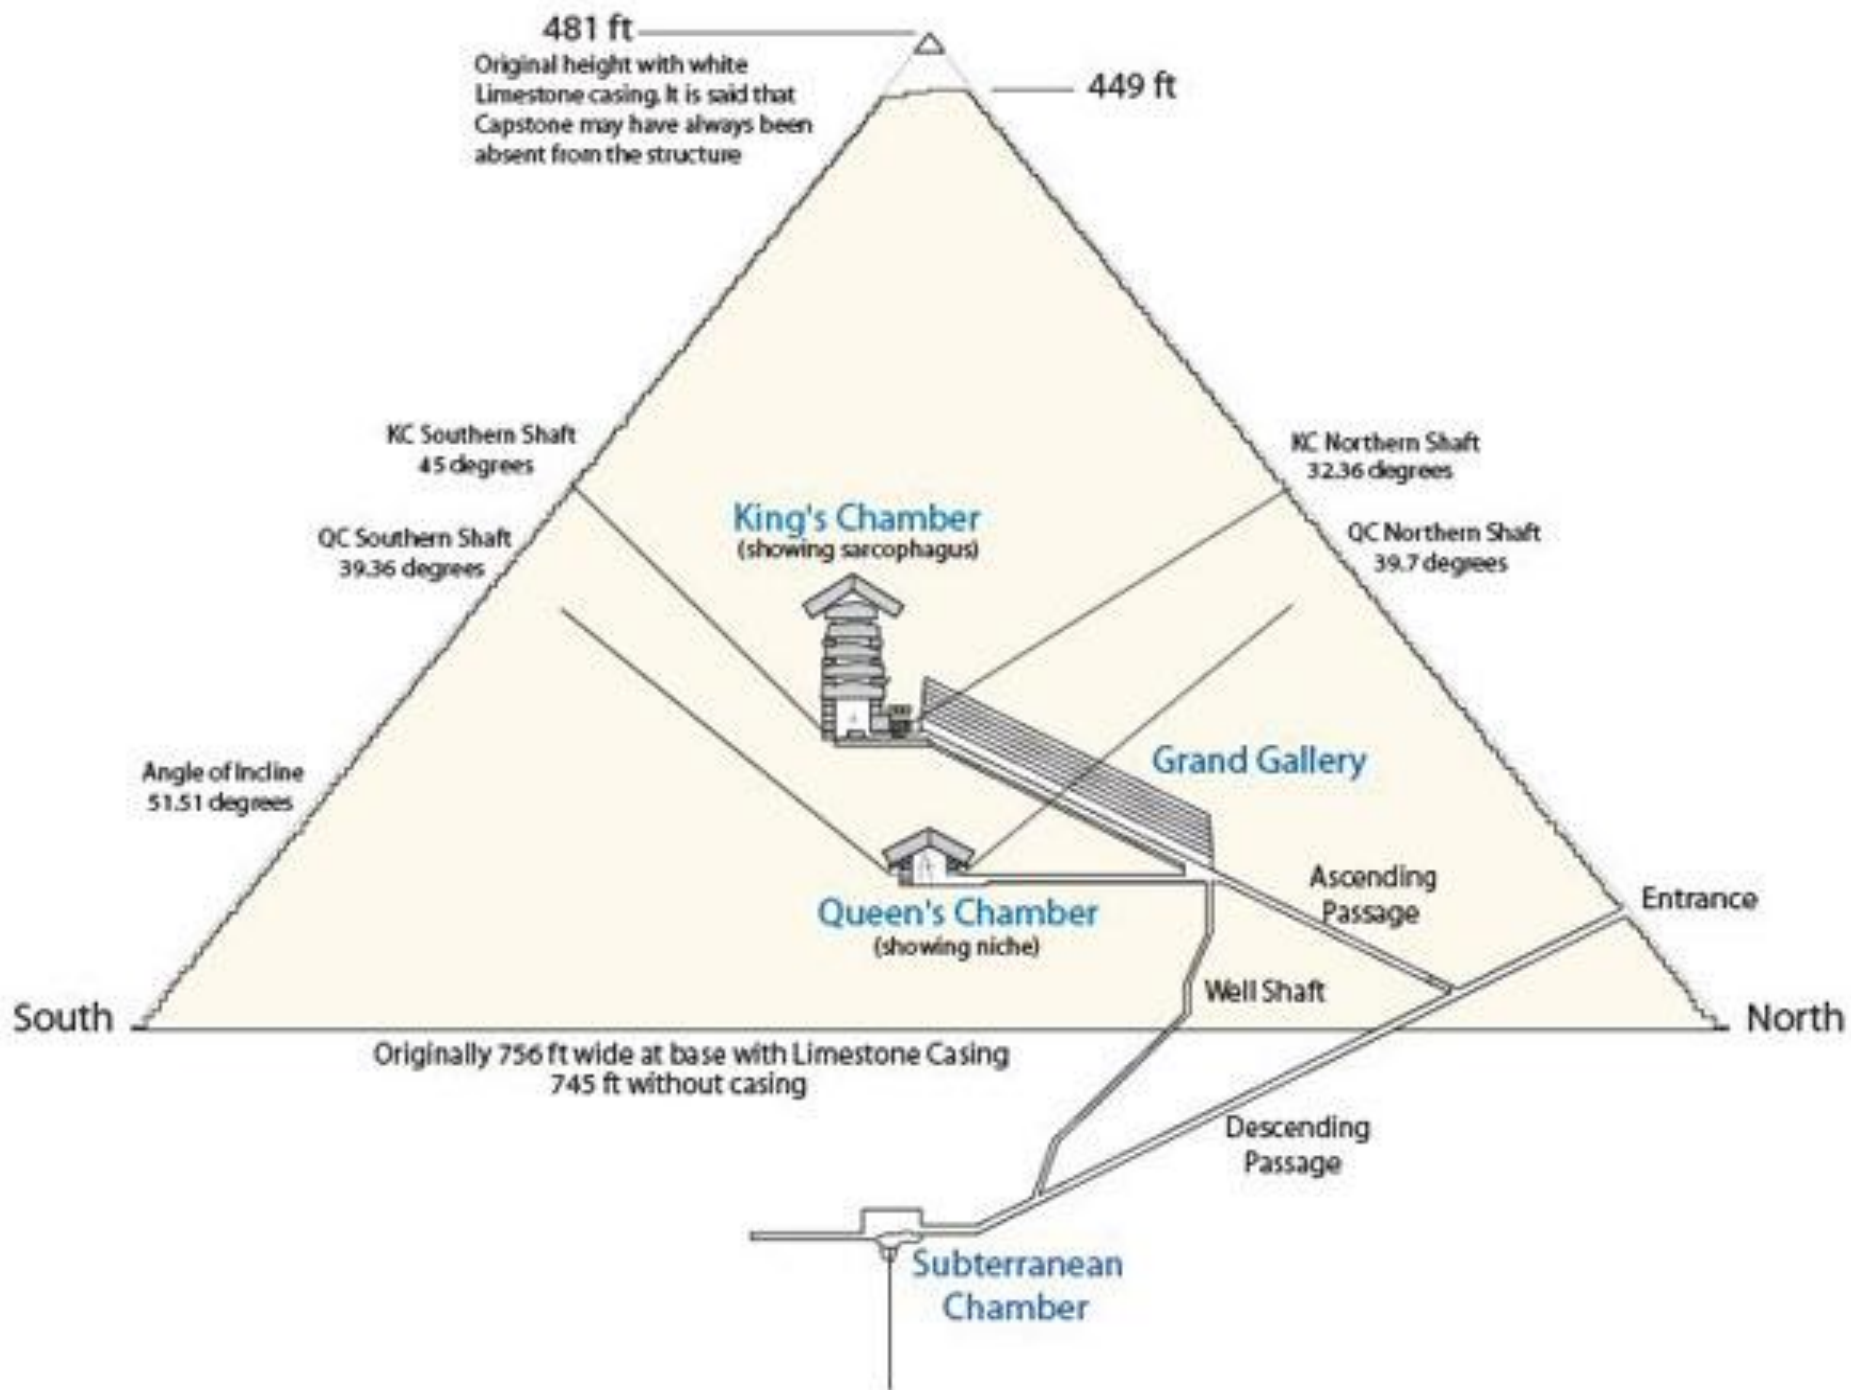 481 ft
Original height with white
Limestone casing. It is said that
Capstone may have always been
absent from the structure
449 ft
KC Southern Shaft
45 degrees
KC Northern Shaft
32.36 degrees
QC Southern Shaft
39.36 degrees
QC Northern Shaft
39.7 degrees
King's Chamber
(showing sarcophagus)
Grand Gallery
Angle of Incline
51.51 degrees
Ascending
Passage
Entrance
Queen's Chamber
(showing niche)
Well Shaft
South
North
Originally 756 ft wide at base with Limestone Casing
745 ft without casing
Descending
Passage
Subterranean
Chamber